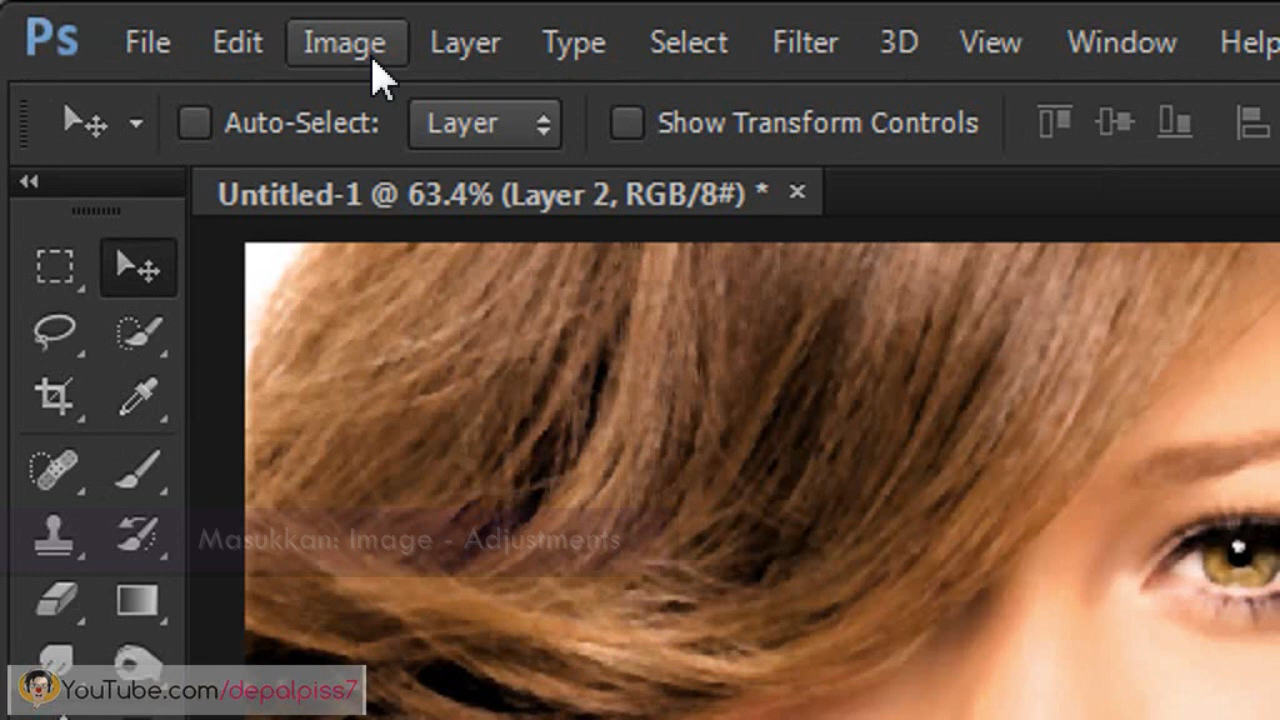 Ps File Edit Image Layer Type Select Filter 3D View Window Help
Auto-Select: Layer Show Transform Controls
Untitled-1 @ 63.4% (Layer 2, RGB/8#) * ×
Masukkan: Image - Adjustments
YouTube.com/depalpiss7